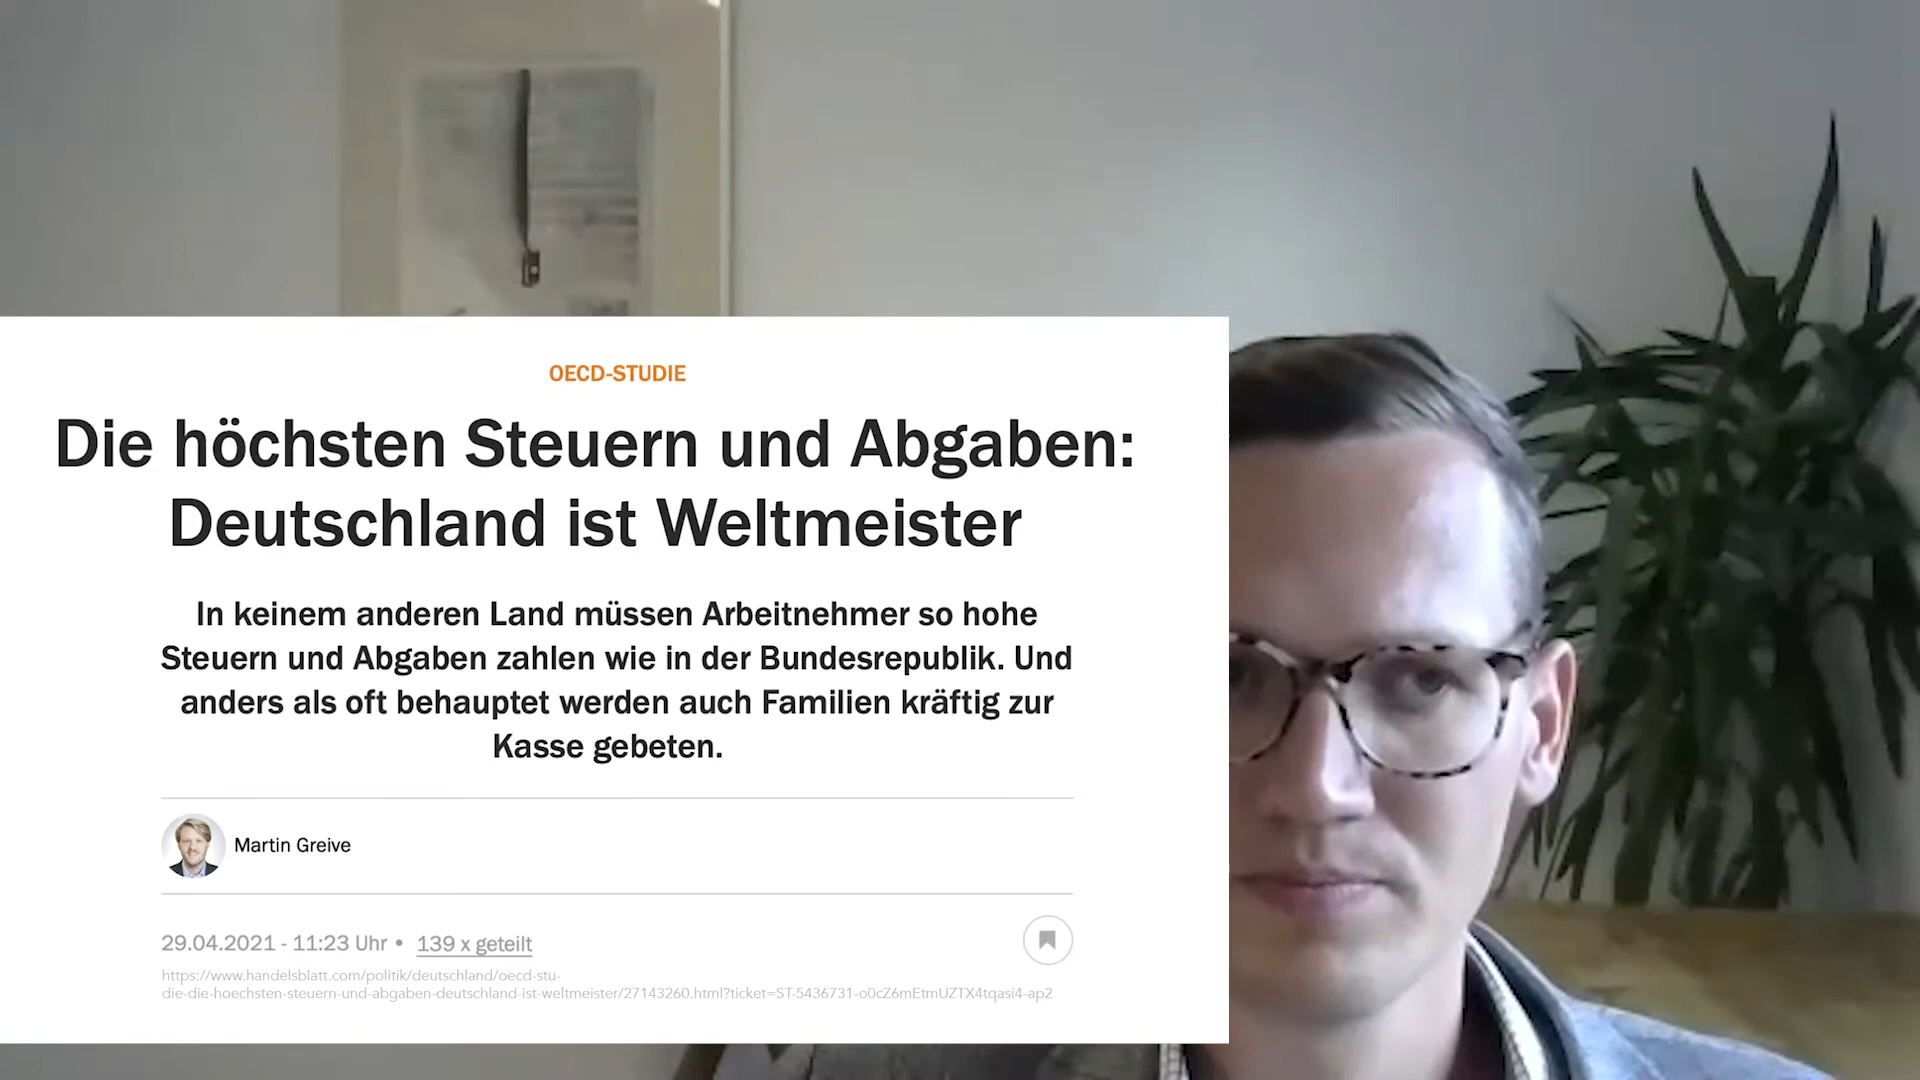 OECD-STUDIE
Die höchsten Steuern und Abgaben:
Deutschland ist Weltmeister
In keinem anderen Land müssen Arbeitnehmer so hohe
Steuern und Abgaben zahlen wie in der Bundesrepublik. Und
anders als oft behauptet werden auch Familien kräftig zur
Kasse gebeten.
Martin Greive
29.04.2021 - 11:23 Uhr • 139 x geteilt
https://www.handelsblatt.com/politik/deutschland/oecd-stu-
die-die-hoechsten-steuern-und-abgaben-deutschland-ist-weltmeister/27143260.html?ticket=ST-5436731-o0cZ6mEtmUZTX4tqasi4-ap2